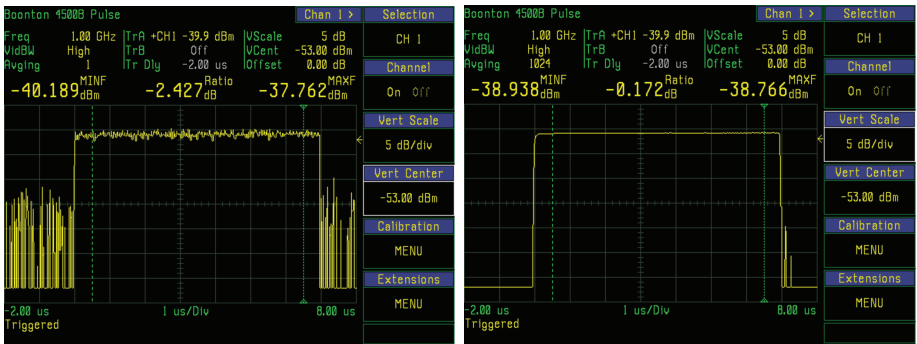 Boonton 4500B Pulse
Chan 1 >
Selection
Freq 1.00 GHz TrA +CH1 -39.9 dBm VScale 5 dB
VidBW High TrB Off VCent -53.00 dBm
Avging 1 Tr Dly -2.00 us Offset 0.00 dB
MINF Ratio MAXF
-40.189 dBm -2.427 dB -37.762 dBm
CH 1
Channel
On Off
Vert Scale
5 dB/div
Vert Center
-53.00 dBm
Calibration
MENU
Extensions
MENU
-2.00 us 1 us/Div 8.00 us
Triggered
Boonton 4500B Pulse
Chan 1 >
Selection
Freq 1.00 GHz TrA +CH1 -39.9 dBm VScale 5 dB
VidBW High TrB Off VCent -53.00 dBm
Avging 1024 Tr Dly -2.00 us Offset 0.00 dB
MINF Ratio MAXF
-38.938 dBm -0.172 dB -38.766 dBm
CH 1
Channel
On Off
Vert Scale
5 dB/div
Vert Center
-53.00 dBm
Calibration
MENU
Extensions
MENU
-2.00 us 1 us/Div 8.00 us
Triggered